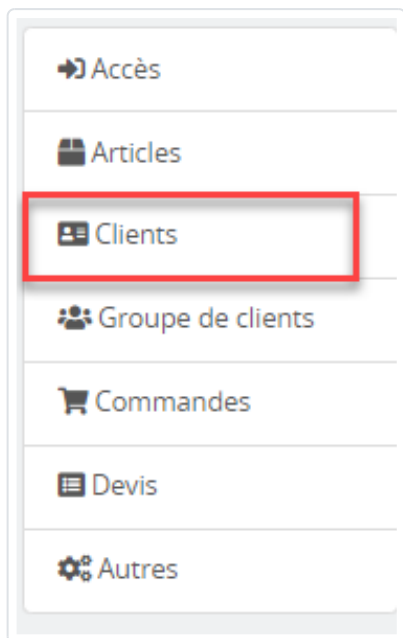 Accès
Articles
Clients
Groupe de clients
Commandes
Devis
Autres